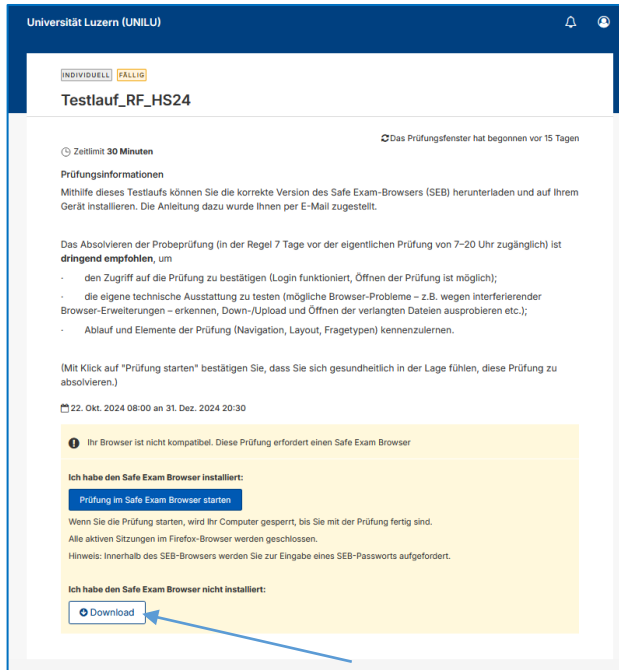 Universität Luzern (UNILU)
INDIVIDUELL FÄLLIG
Testlauf_RF_HS24
Das Prüfungsfenster hat begonnen vor 15 Tagen
Zeitlimit 30 Minuten
Prüfungsinformationen
Mithilfe dieses Testlaufs können Sie die korrekte Version des Safe Exam-Browsers (SEB) herunterladen und auf Ihrem
Gerät installieren. Die Anleitung dazu wurde Ihnen per E-Mail zugestellt.
Das Absolvieren der Probeprüfung (in der Regel 7 Tage vor der eigentlichen Prüfung von 7–20 Uhr zugänglich) ist
dringend empfohlen, um
· den Zugriff auf die Prüfung zu bestätigen (Login funktioniert, Öffnen der Prüfung ist möglich);
· die eigene technische Ausstattung zu testen (mögliche Browser-Probleme – z.B. wegen interferierender
Browser-Erweiterungen – erkennen, Down-/Upload und Öffnen der verlangten Dateien ausprobieren etc.);
· Ablauf und Elemente der Prüfung (Navigation, Layout, Fragetypen) kennenzulernen.
(Mit Klick auf "Prüfung starten" bestätigen Sie, dass Sie sich gesundheitlich in der Lage fühlen, diese Prüfung zu
absolvieren.)
22. Okt. 2024 08:00 an 31. Dez. 2024 20:30
Ihr Browser ist nicht kompatibel. Diese Prüfung erfordert einen Safe Exam Browser
Ich habe den Safe Exam Browser installiert:
Prüfung im Safe Exam Browser starten
Wenn Sie die Prüfung starten, wird Ihr Computer gesperrt, bis Sie mit der Prüfung fertig sind.
Alle aktiven Sitzungen im Firefox-Browser werden geschlossen.
Hinweis: Innerhalb des SEB-Browsers werden Sie zur Eingabe eines SEB-Passworts aufgefordert.
Ich habe den Safe Exam Browser nicht installiert:
Download